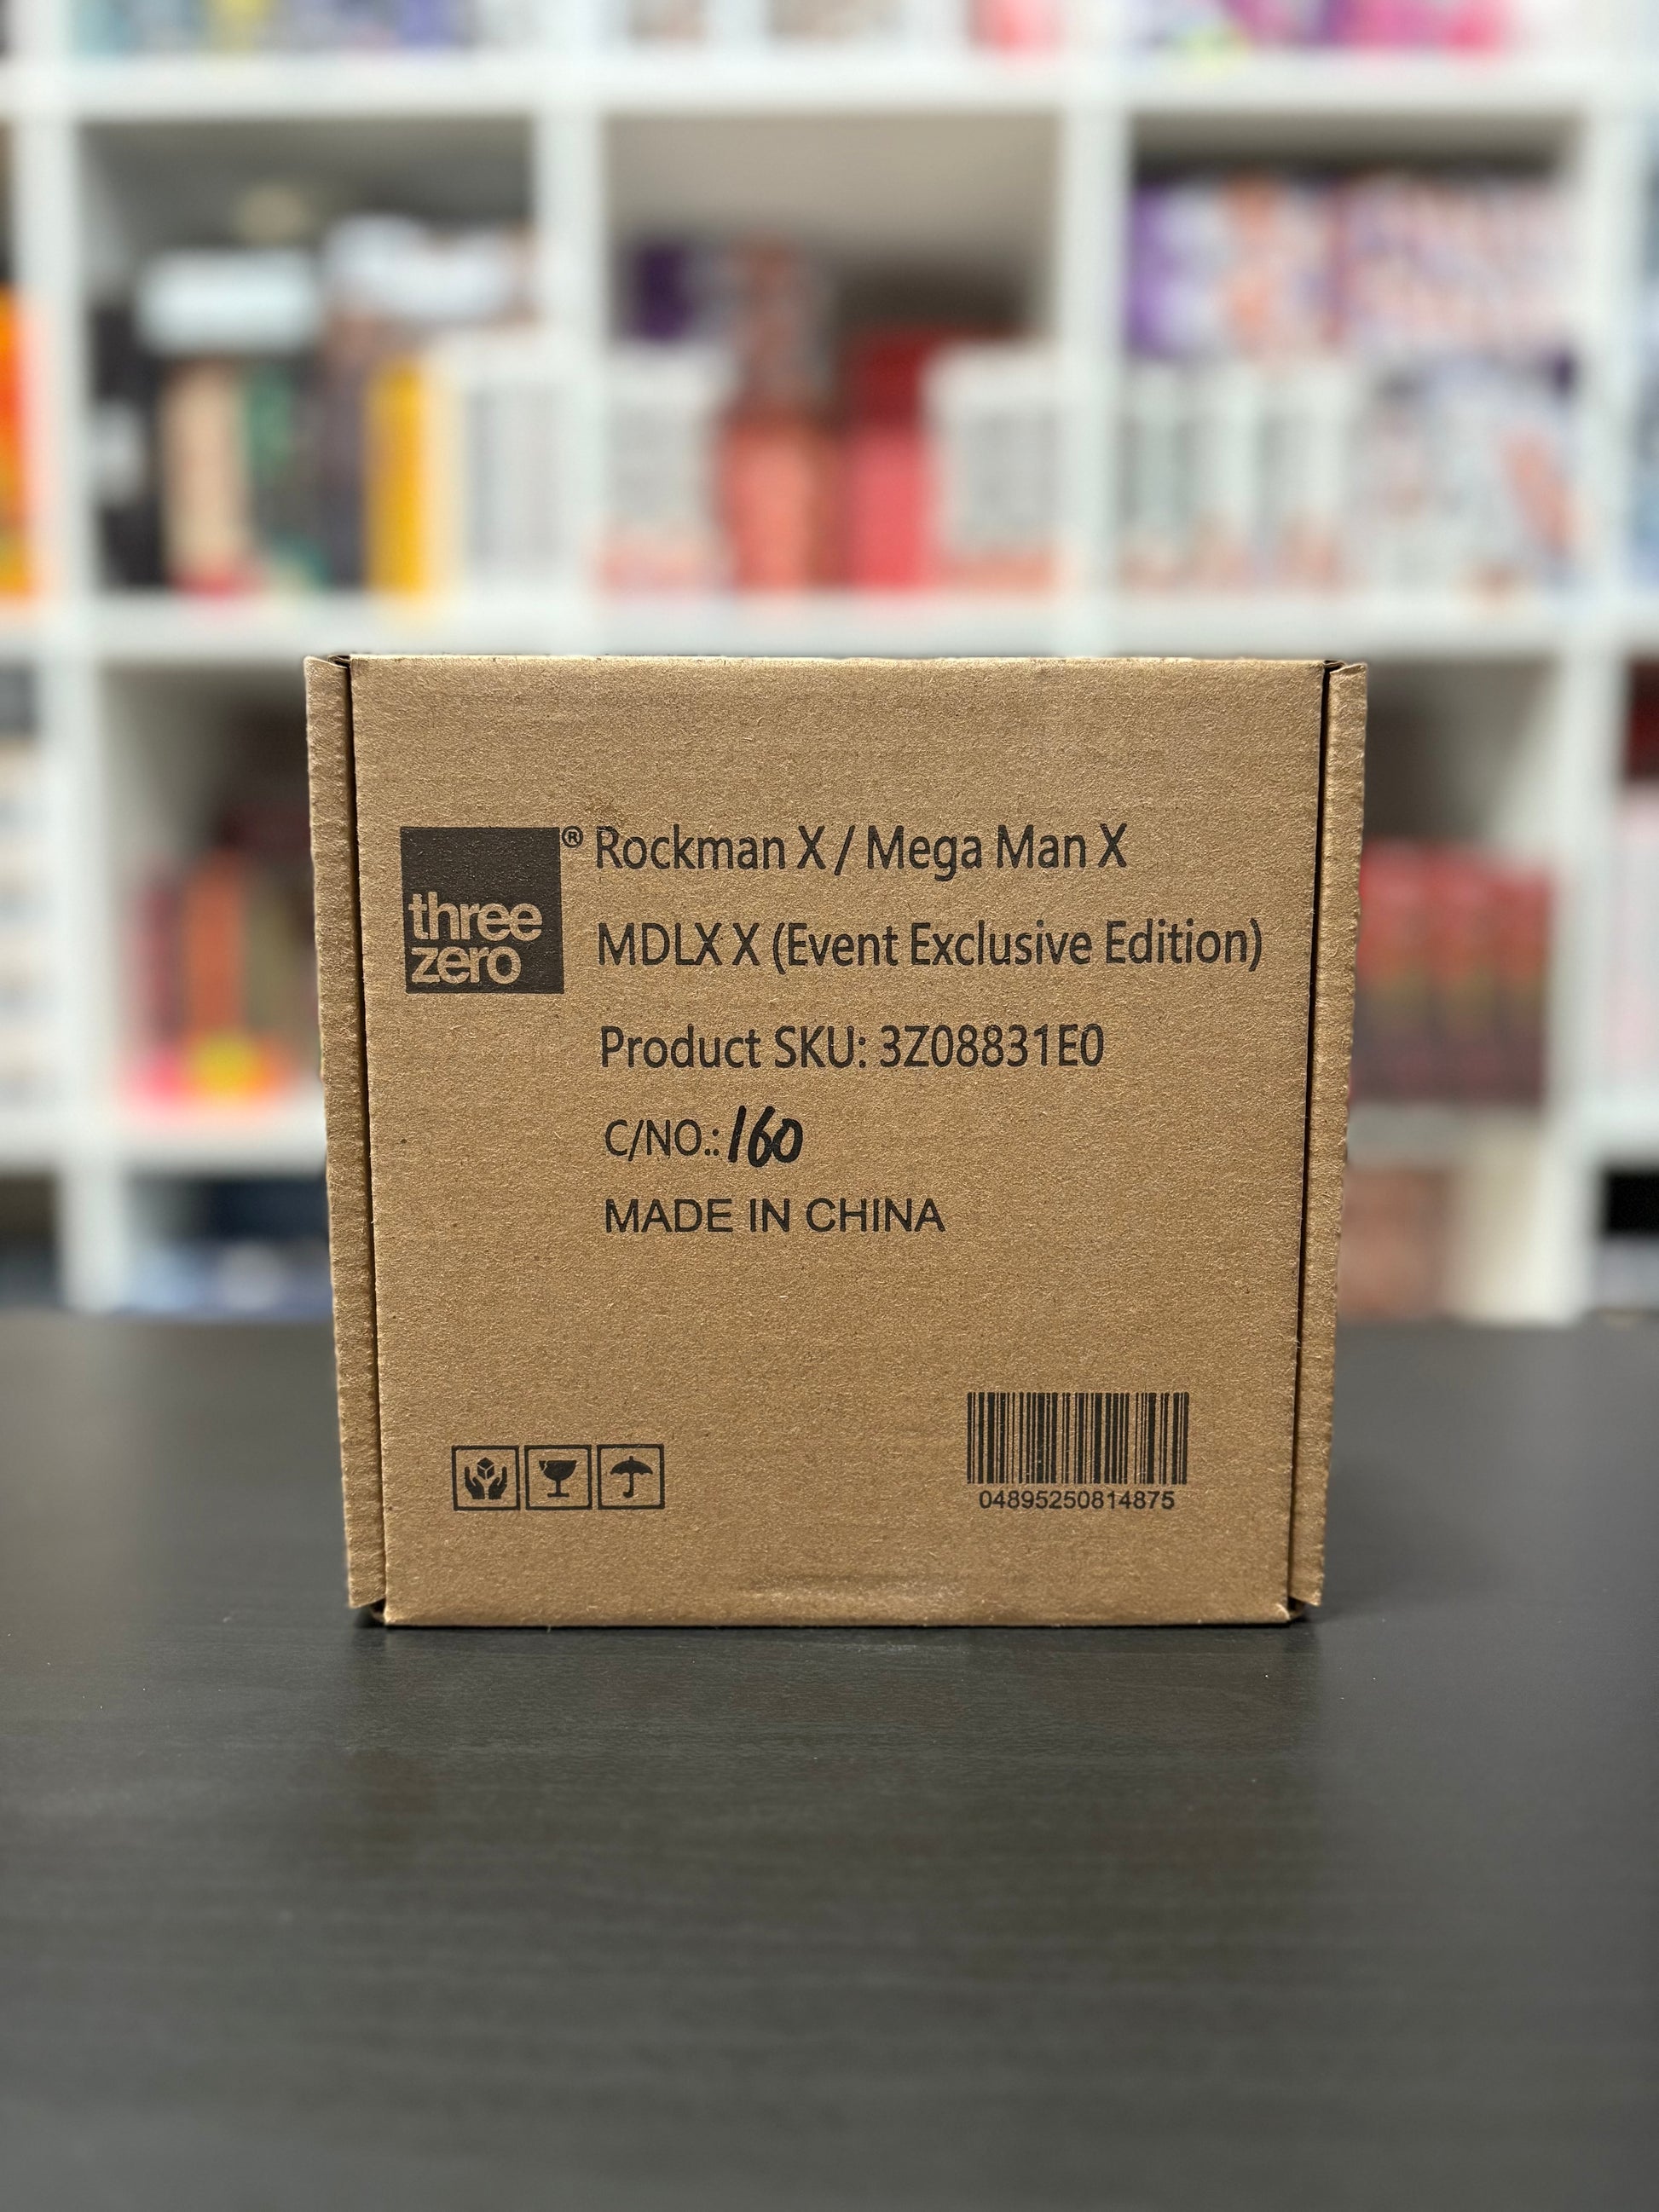 three
zero
®
Rockman X / Mega Man X
MDLX X (Event Exclusive Edition)
Product SKU: 3Z08831E0
C/NO.: 160
MADE IN CHINA
04895250814875